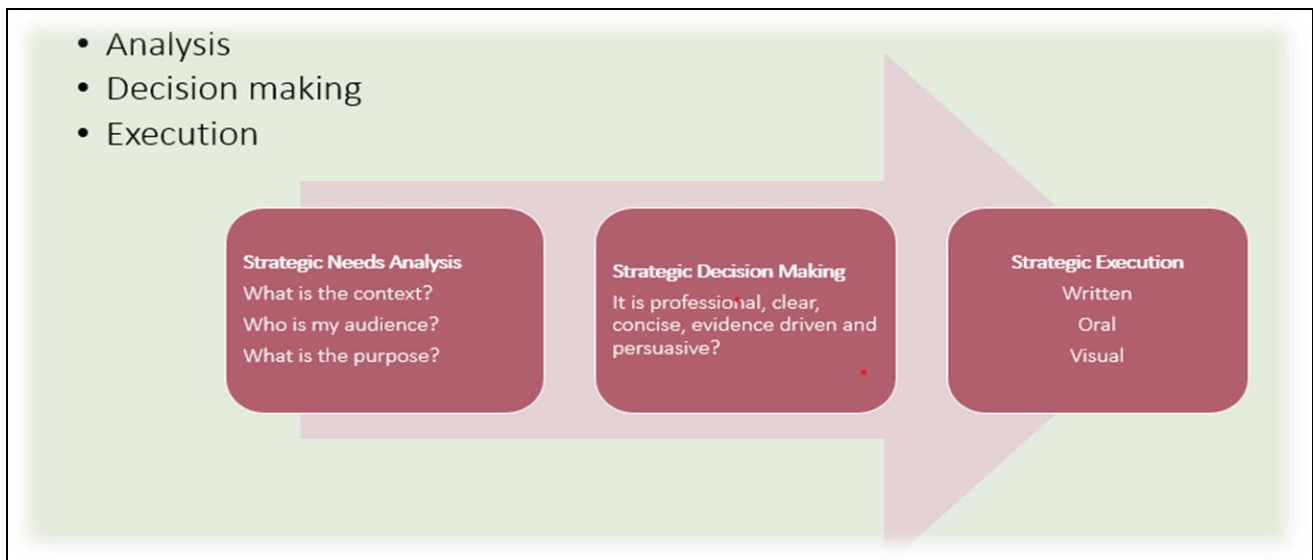 • Analysis
• Decision making
• Execution
Strategic Needs Analysis
What is the context?
Who is my audience?
What is the purpose?
Strategic Decision Making
It is professional, clear,
concise, evidence driven and
persuasive?
Strategic Execution
Written
Oral
Visual